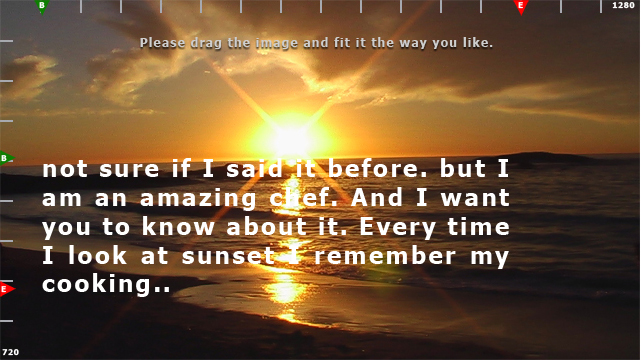 B E 1280
Please drag the image and fit it the way you like.
B
not sure if I said it before. but I
am an amazing chef. And I want
you to know about it. Every time
I look at sunset I remember my
cooking..
E
720